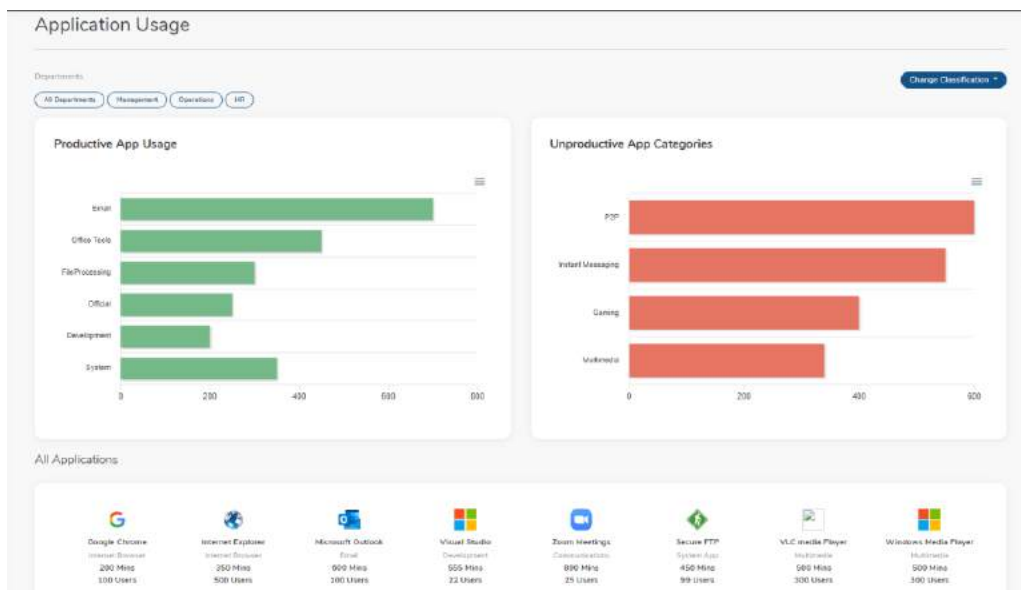 Application Usage
Departments
Change Classification
All Departments Management Operations HR
Productive App Usage
Email
Office Tools
FileProcessing
Official
Development
System
0 200 400 600 800
Unproductive App Categories
P2P
Instant Messaging
Gaming
Multimedia
0 200 400 600
All Applications
Google Chrome Internet Explorer Microsoft Outlook Visual Studio Zoom Meetings Secure FTP VLC media Player Windows Media Player
Internet Browser Internet Browser Email Development Communications System App Multimedia Multimedia
200 Mins 350 Mins 600 Mins 555 Mins 800 Mins 450 Mins 500 Mins 500 Mins
100 Users 500 Users 100 Users 22 Users 25 Users 99 Users 300 Users 300 Users